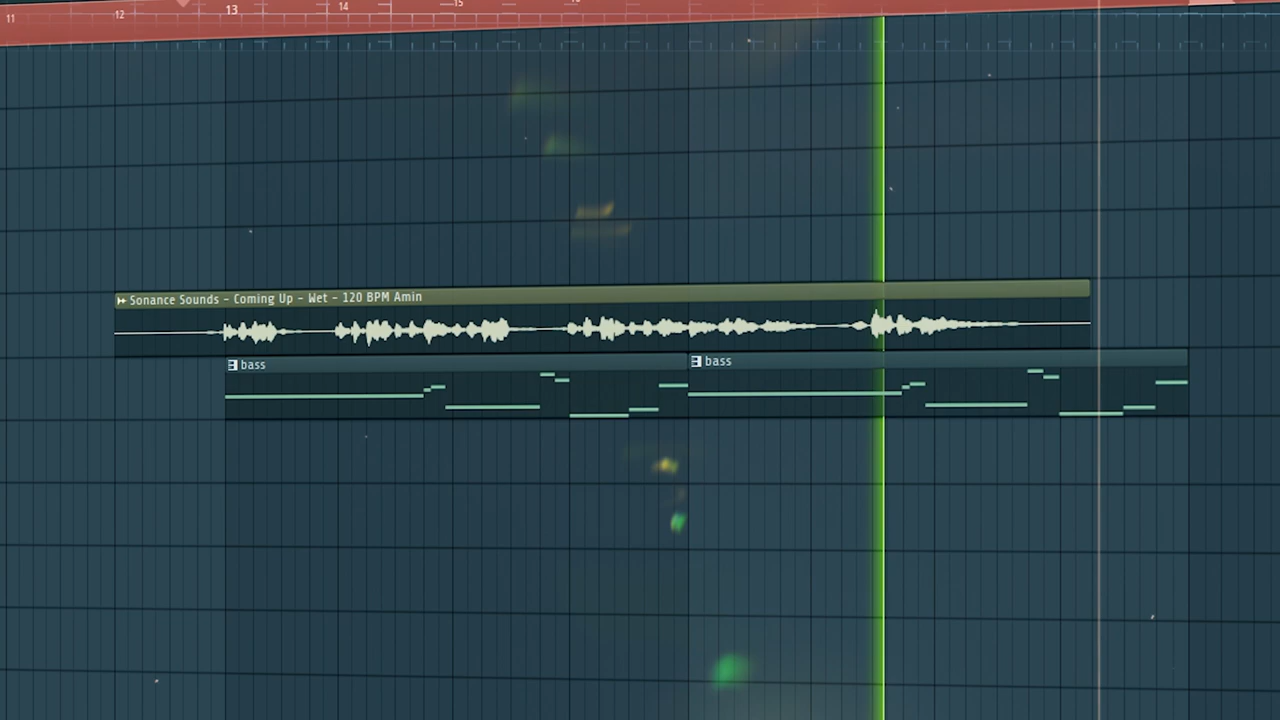 11 12 13 14 15
Sonance Sounds - Coming Up - Wet - 120 BPM Amin
bass bass